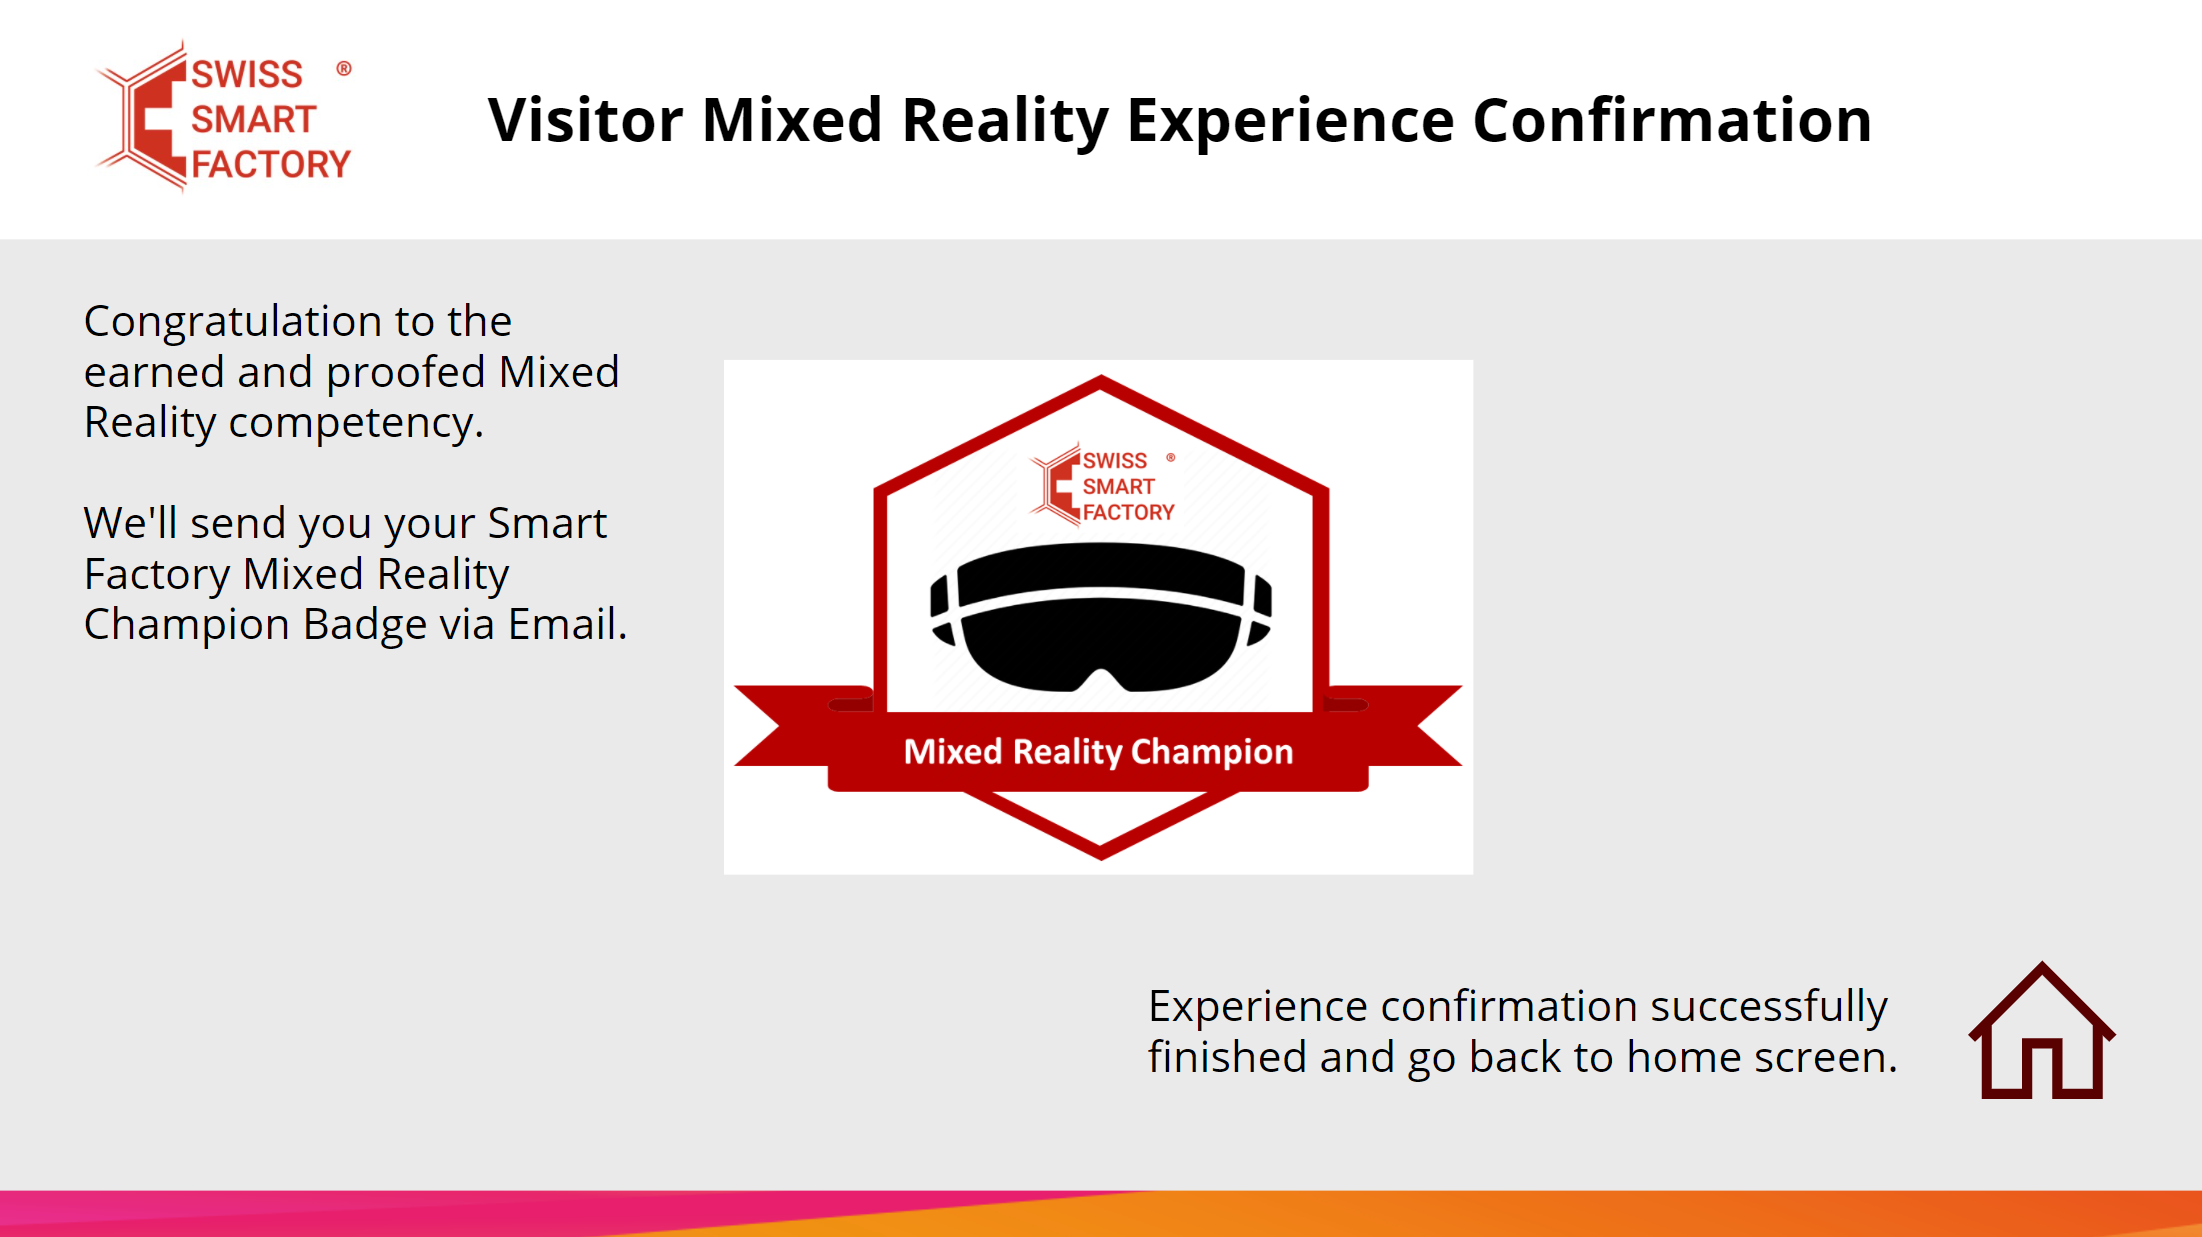 SWISS ®
SMART
FACTORY
Visitor Mixed Reality Experience Confirmation
Congratulation to the
earned and proofed Mixed
Reality competency.
We'll send you your Smart
Factory Mixed Reality
Champion Badge via Email.
SWISS ®
SMART
FACTORY
Mixed Reality Champion
Experience confirmation successfully
finished and go back to home screen.